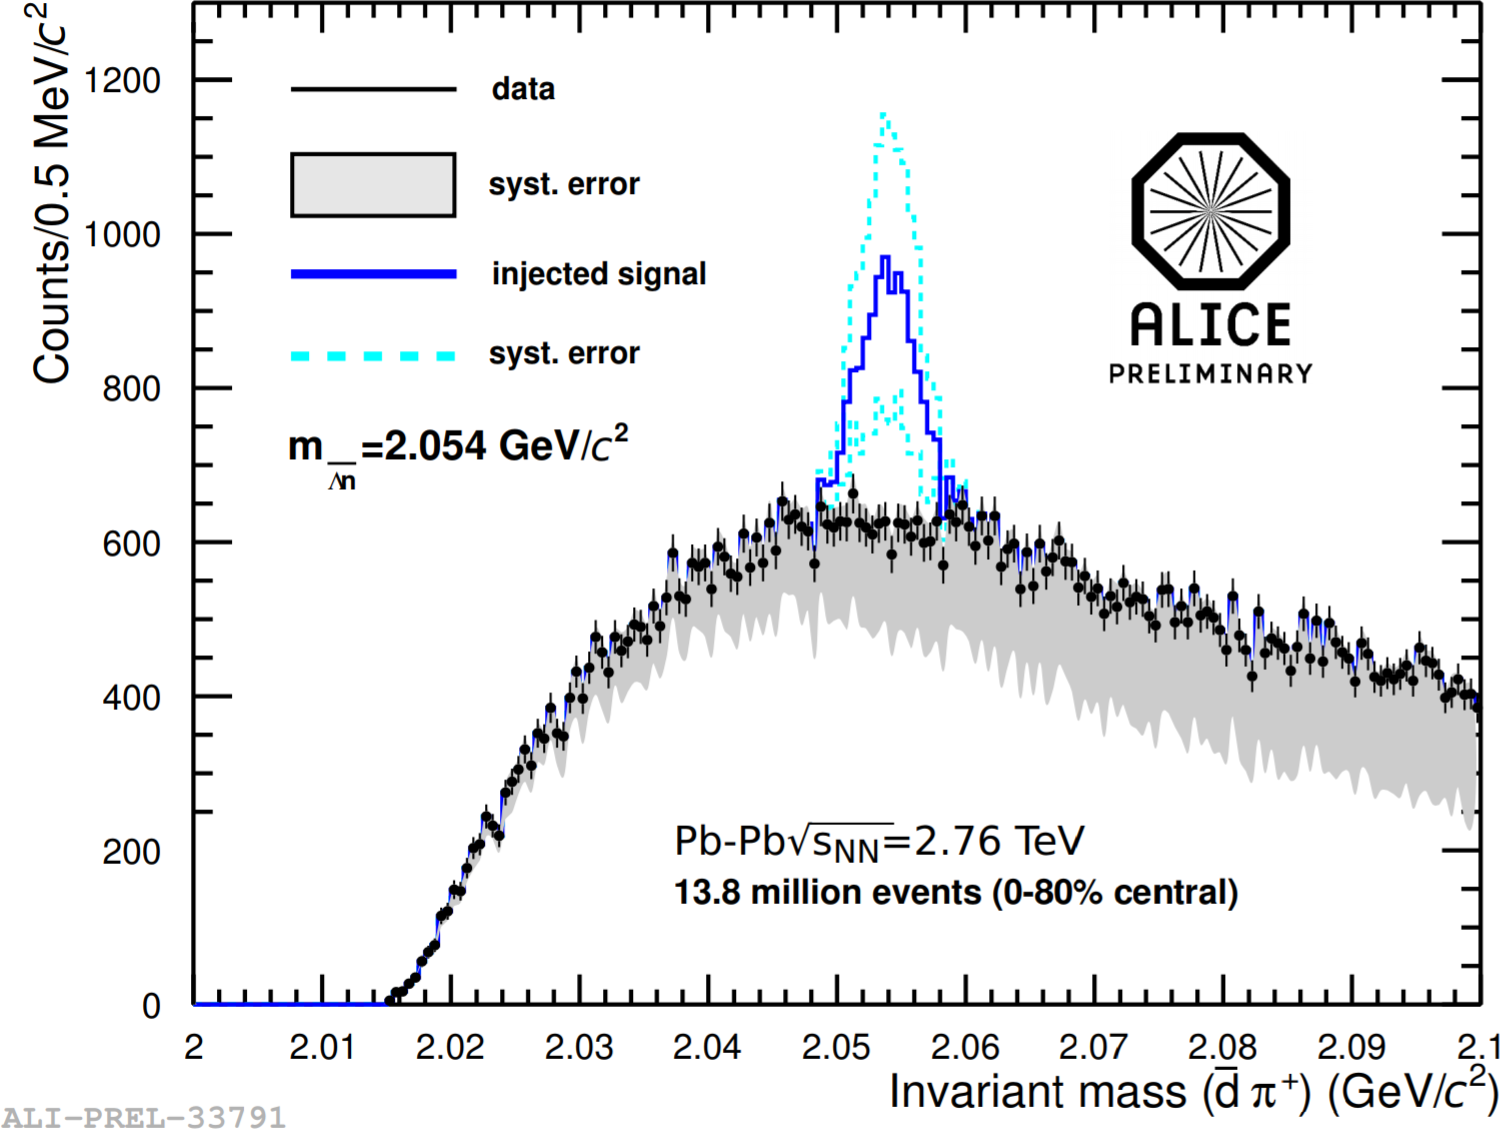 Counts/0.5 MeV/c²
1200
1000
800
600
400
200
0
data
syst. error
injected signal
syst. error
m_Λn̅=2.054 GeV/c²
ALICE
PRELIMINARY
Pb-Pb√sNN=2.76 TeV
13.8 million events (0-80% central)
2 2.01 2.02 2.03 2.04 2.05 2.06 2.07 2.08 2.09 2.1
Invariant mass (d̅ π⁺) (GeV/c²)
ALI-PREL-33791